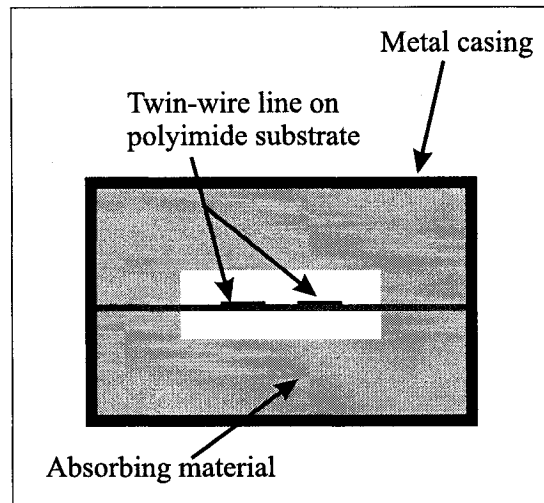 Metal casing
Twin-wire line on
polyimide substrate
Absorbing material